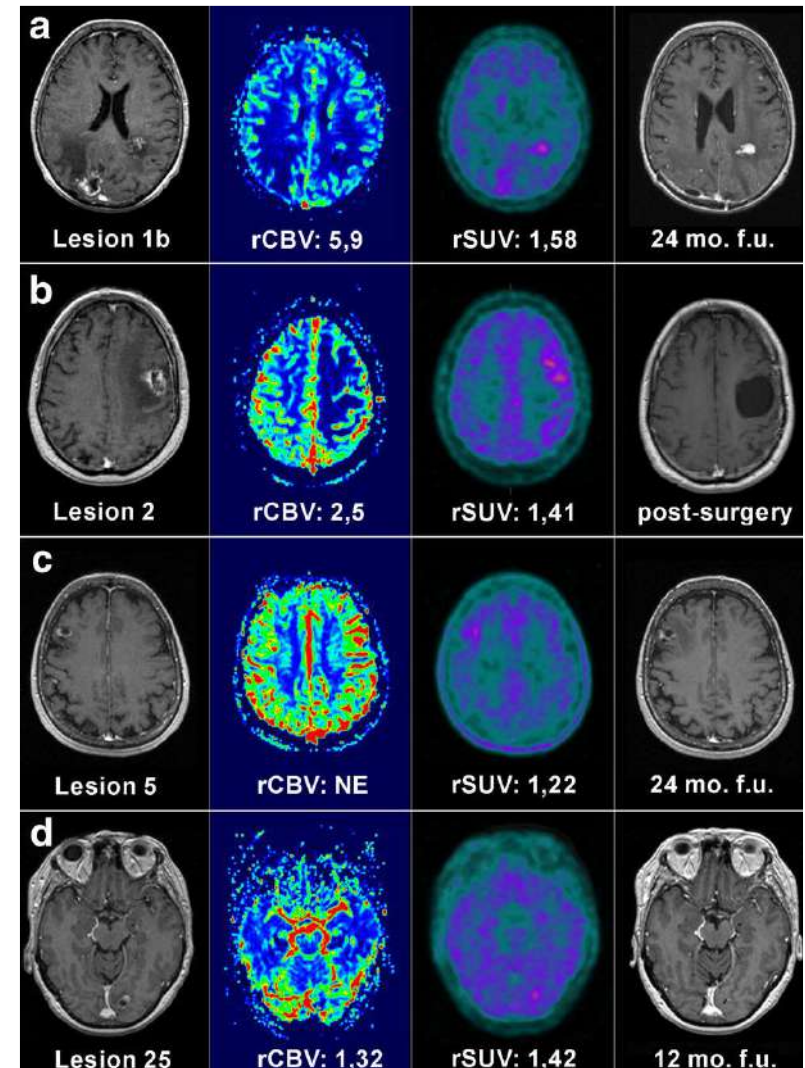 a
Lesion 1b rCBV: 5,9 rSUV: 1,58 24 mo. f.u.
b
Lesion 2 rCBV: 2,5 rSUV: 1,41 post-surgery
c
Lesion 5 rCBV: NE rSUV: 1,22 24 mo. f.u.
d
Lesion 25 rCBV: 1,32 rSUV: 1,42 12 mo. f.u.